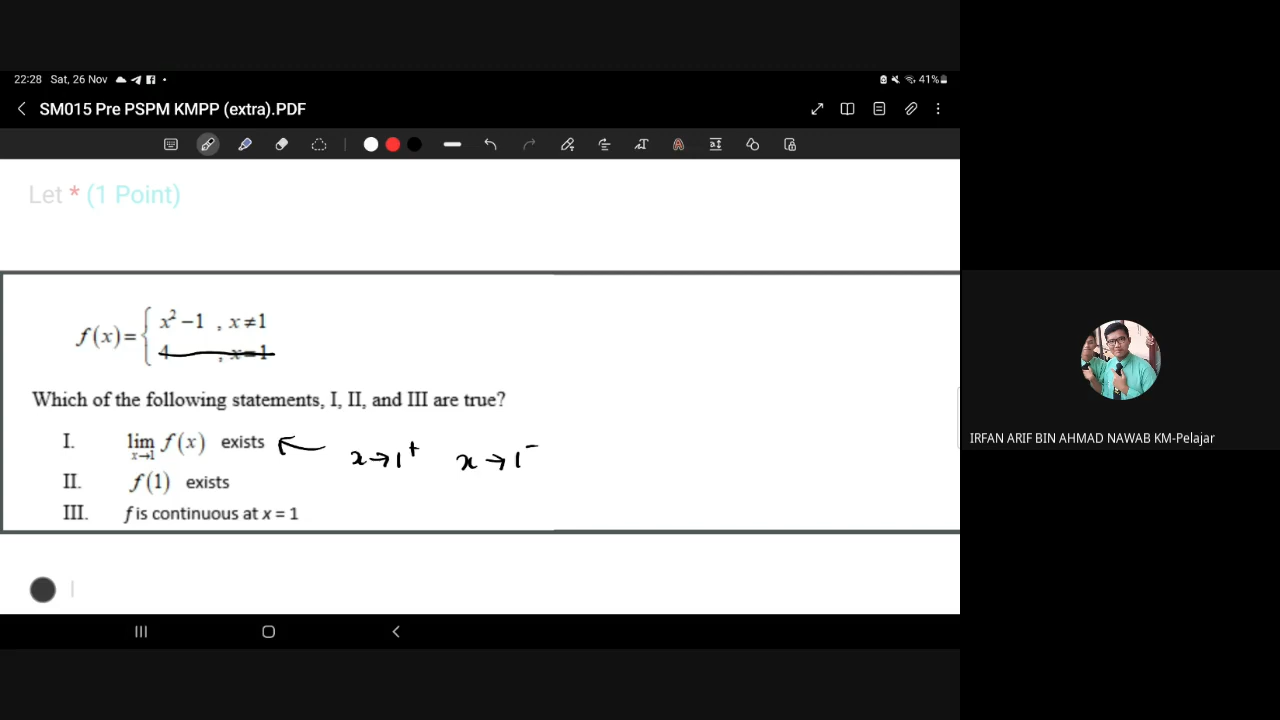 22:28 Sat, 26 Nov
41%
SM015 Pre PSPM KMPP (extra).PDF
Let * (1 Point)
f(x)= { x² −1 , x≠1
4 , x=1
Which of the following statements, I, II, and III are true?
I. lim x→1 f(x) exists
x→1⁺ x→1⁻
II. f(1) exists
III. f is continuous at x = 1
I
IRFAN ARIF BIN AHMAD NAWAB KM-Pelajar